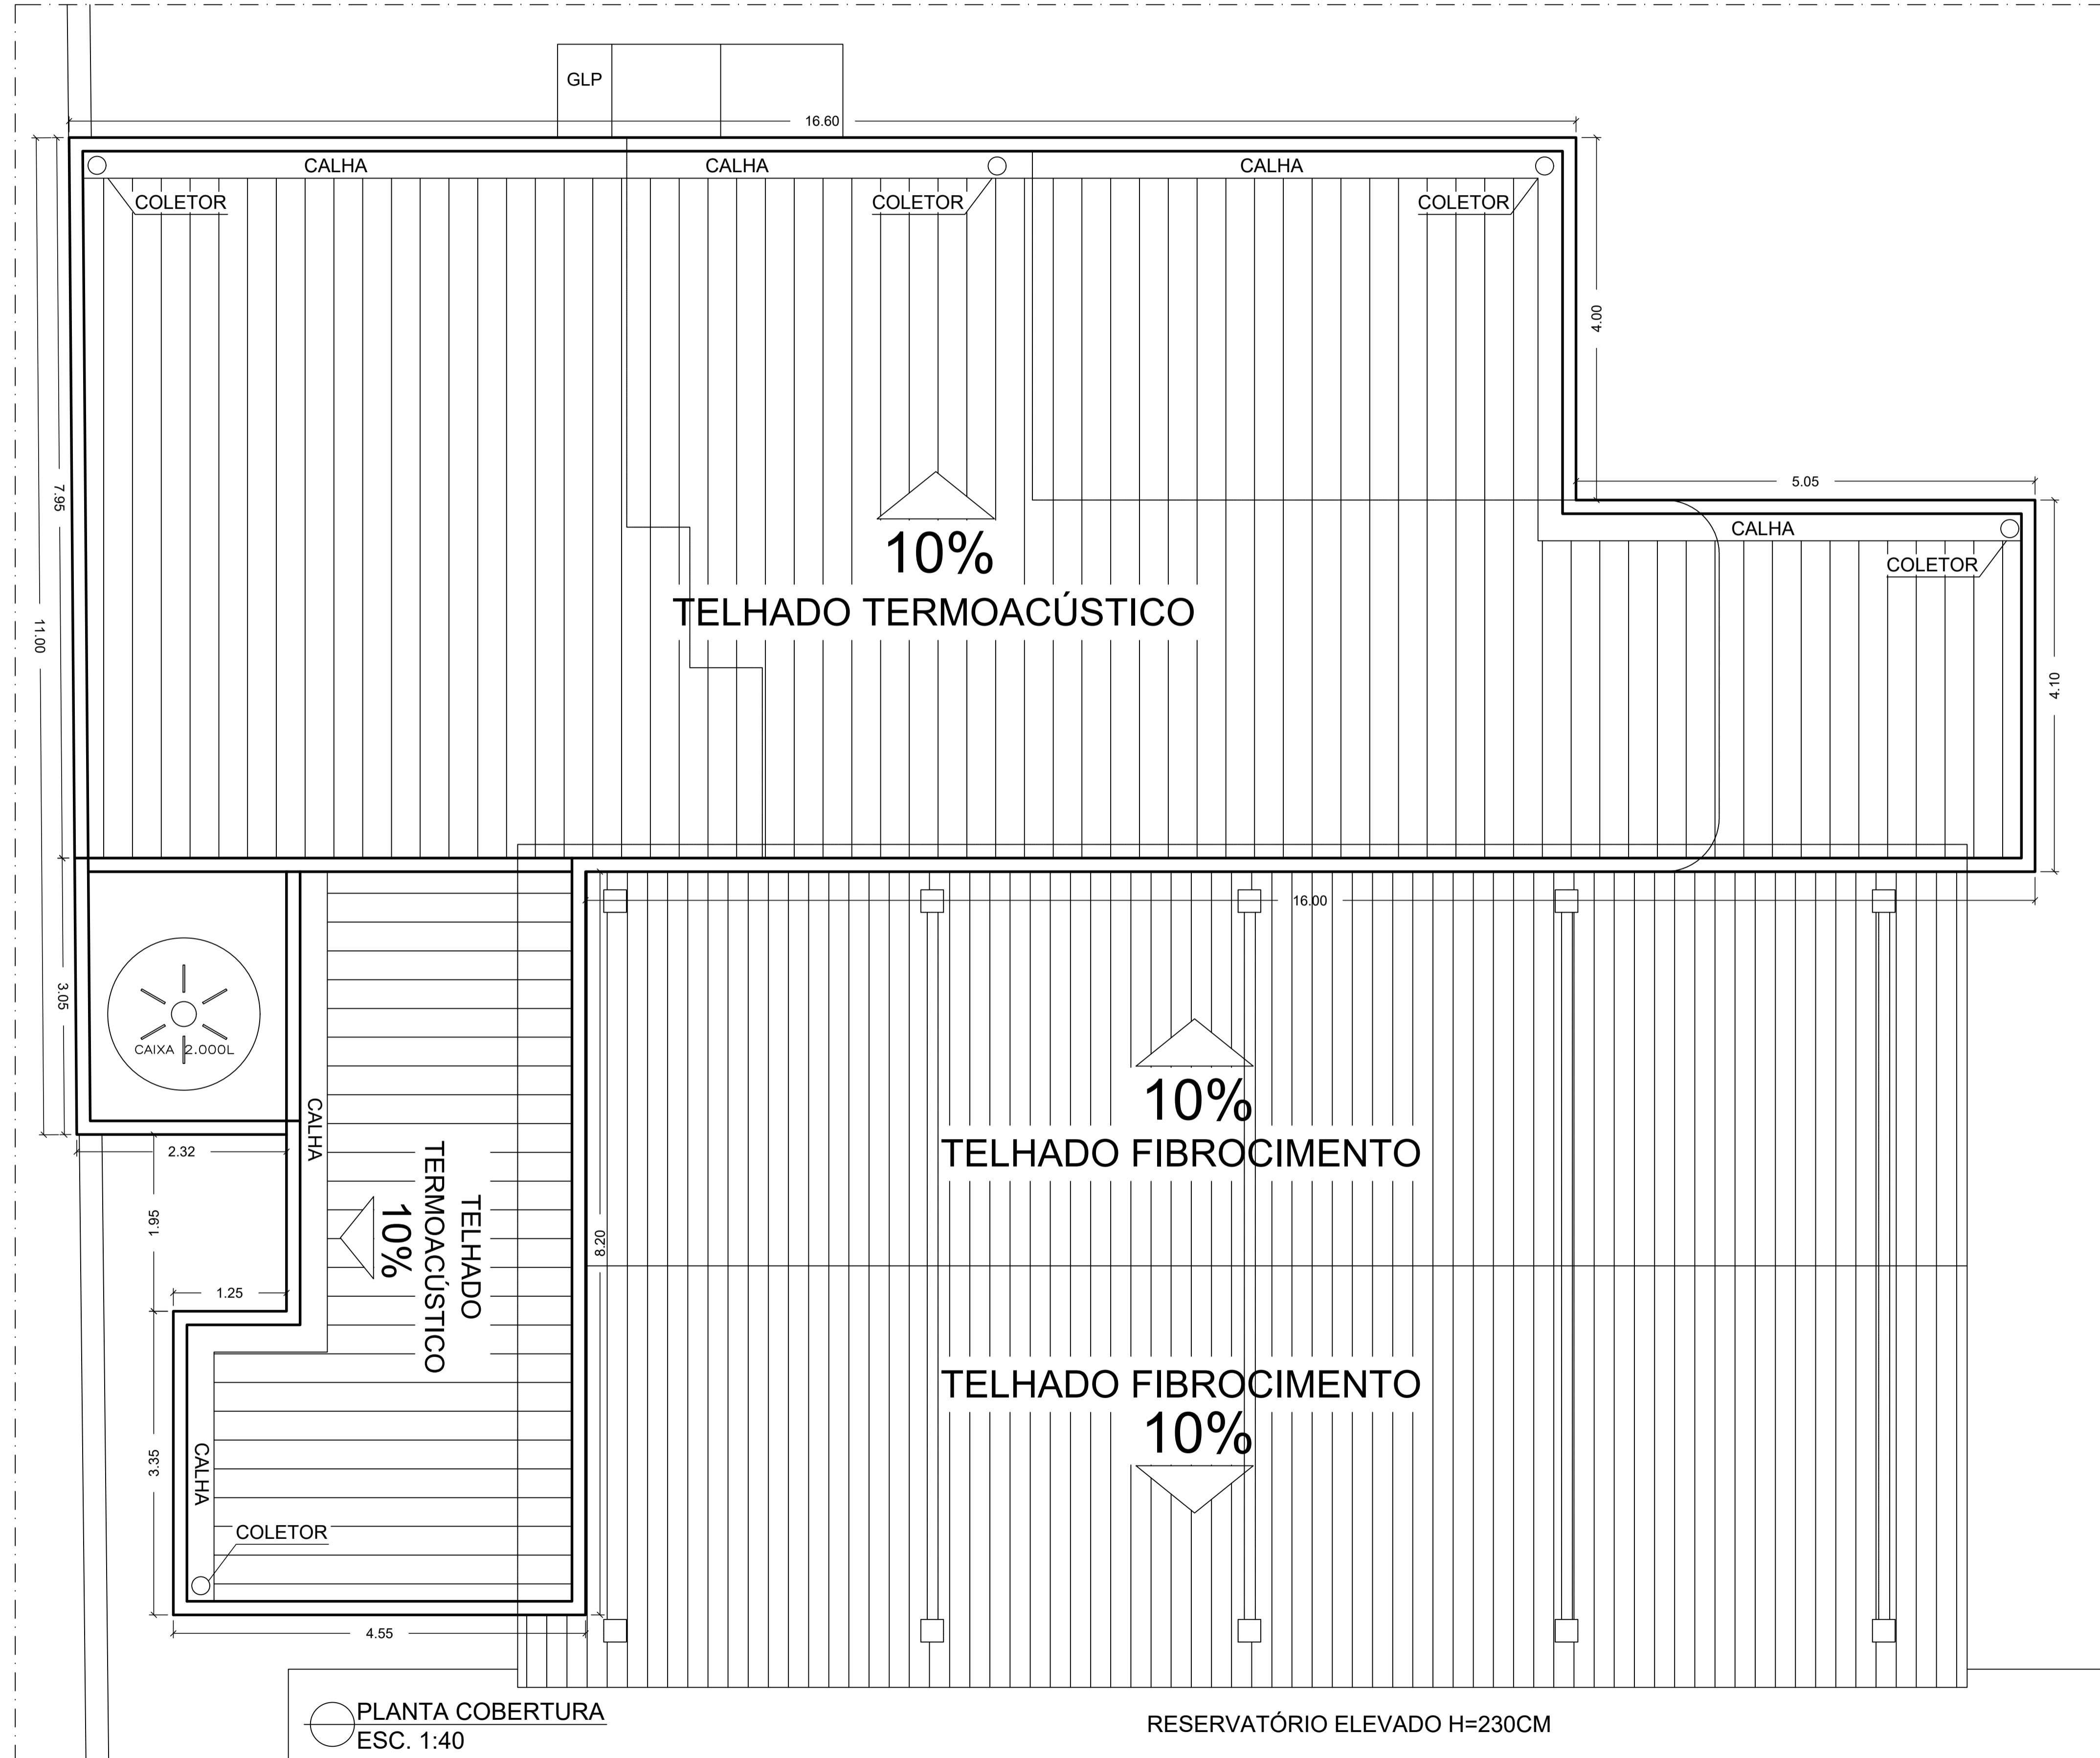 GLP
16.60
CALHA
CALHA
CALHA
COLETOR
COLETOR
COLETOR
4.00
5.05
CALHA
COLETOR
7.95
11.00
10%
TELHADO TERMOACÚSTICO
4.10
16.00
3.05
CAIXA 2.000L
CALHA
2.32
1.95
1.25
TELHADO
TERMOACÚSTICO
10%
8.20
10%
TELHADO FIBROCIMENTO
TELHADO FIBROCIMENTO
10%
3.35
CALHA
COLETOR
4.55
PLANTA COBERTURA
ESC. 1:40
RESERVATÓRIO ELEVADO H=230CM